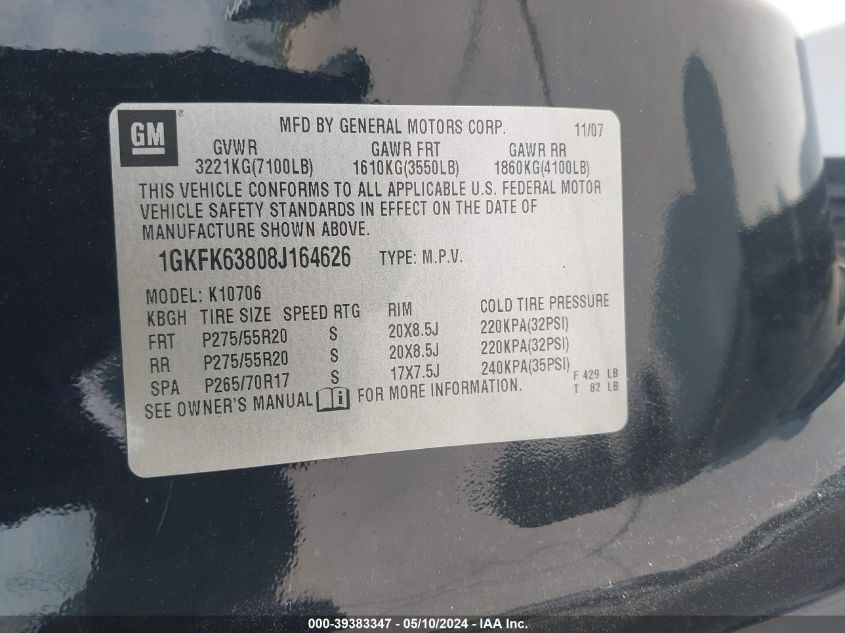 GM ®
MFD BY GENERAL MOTORS CORP. 11/07
GVWR GAWR FRT GAWR RR
3221KG(7100LB) 1610KG(3550LB) 1860KG(4100LB)
THIS VEHICLE CONFORMS TO ALL APPLICABLE U.S. FEDERAL MOTOR
VEHICLE SAFETY STANDARDS IN EFFECT ON THE DATE OF
MANUFACTURE SHOWN ABOVE.
1GKFK63808J164626 TYPE: M.P.V.
MODEL: K10706
KBGH TIRE SIZE SPEED RTG RIM COLD TIRE PRESSURE
FRT P275/55R20 S 20X8.5J 220KPA(32PSI)
RR P275/55R20 S 20X8.5J 220KPA(32PSI)
SPA P265/70R17 S 17X7.5J 240KPA(35PSI) F 429 LB
T 82 LB
SEE OWNER'S MANUAL i FOR MORE INFORMATION.
000-39383347 - 05/10/2024 - IAA Inc.